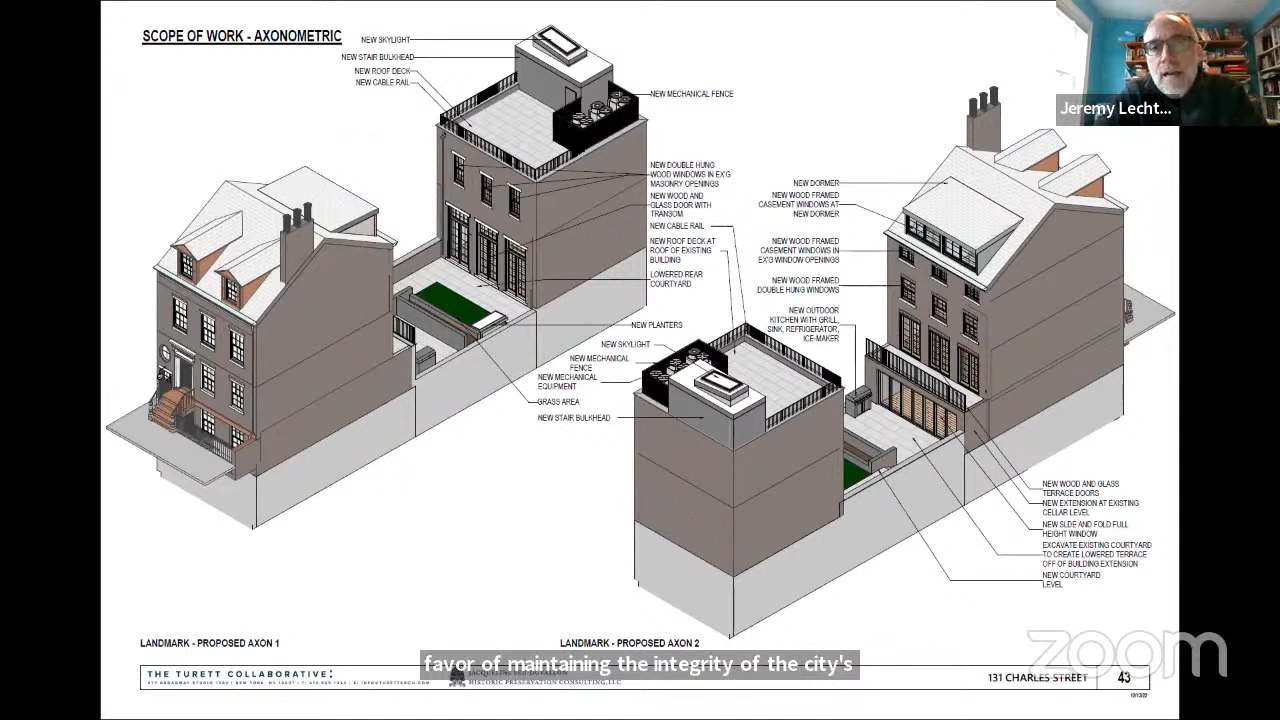 SCOPE OF WORK - AXONOMETRIC
NEW SKYLIGHT
NEW STAIR BULKHEAD
NEW ROOF DECK
NEW CABLE RAIL
NEW MECHANICAL FENCE
Jeremy Lecht...
NEW DOUBLE HUNG
WOOD WINDOWS IN EX'G
MASONRY OPENINGS
NEW WOOD AND
GLASS DOOR WITH
TRANSOM
NEW CABLE RAIL
NEW ROOF DECK AT
ROOF OF EXISTING
BUILDING
LOWERED REAR
COURTYARD
NEW PLANTERS
NEW SKYLIGHT
NEW MECHANICAL
FENCE
NEW MECHANICAL
EQUIPMENT
GRASS AREA
NEW STAIR BULKHEAD
NEW DORMER
NEW WOOD FRAMED
CASEMENT WINDOWS AT
NEW DORMER
NEW WOOD FRAMED
CASEMENT WINDOWS IN
EX'G WINDOW OPENINGS
NEW WOOD FRAMED
DOUBLE HUNG WINDOWS
NEW OUTDOOR
KITCHEN WITH GRILL,
SINK, REFRIGERATOR,
ICE-MAKER
NEW WOOD AND GLASS
TERRACE DOORS
NEW EXTENSION AT EXISTING
CELLAR LEVEL
NEW SLDE AND FOLD FULL
HEIGHT WINDOW
EXCAVATE EXISTING COURTYARD
TO CREATE LOWERED TERRACE
OFF OF BUILDING EXTENSION
NEW COURTYARD
LEVEL
LANDMARK - PROPOSED AXON 1
LANDMARK - PROPOSED AXON 2
favor of maintaining the integrity of the city's
zoom
THE TURETT COLLABORATIVE:
HISTORIC PRESERVATION CONSULTING, LLC
131 CHARLES STREET
43